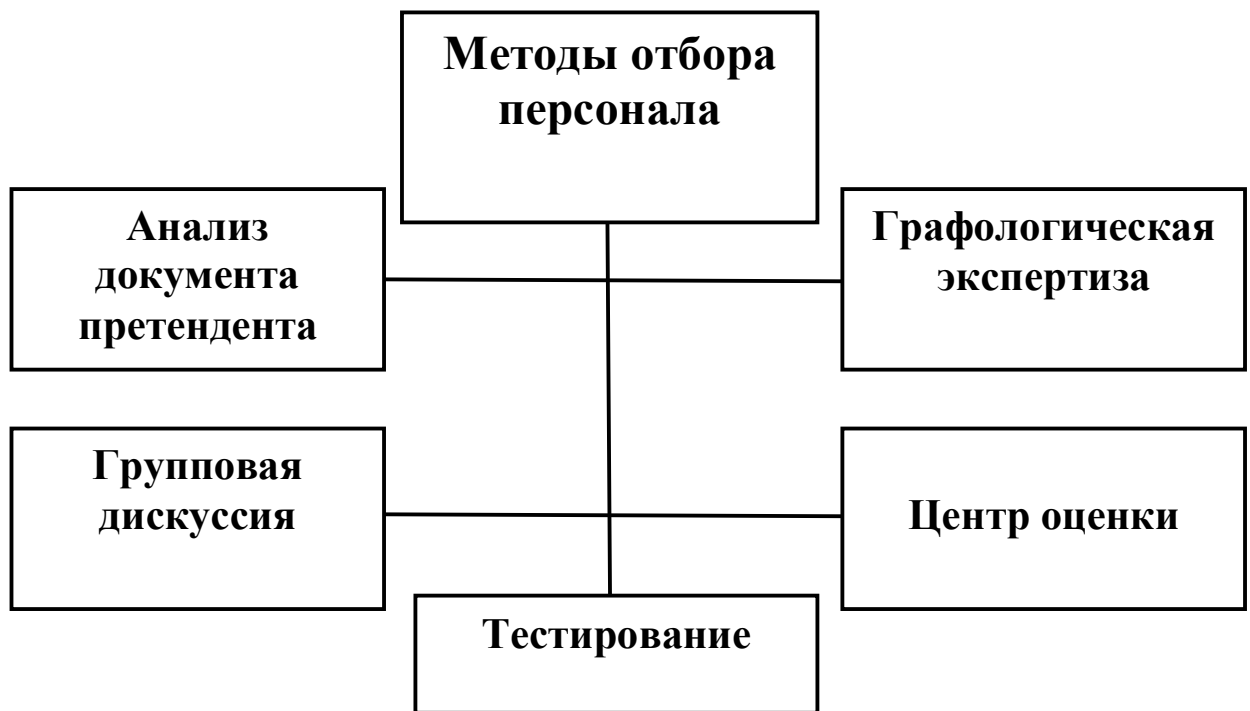 Методы отбора
персонала
Анализ
документа
претендента
Графологическая
экспертиза
Групповая
дискуссия
Центр оценки
Тестирование